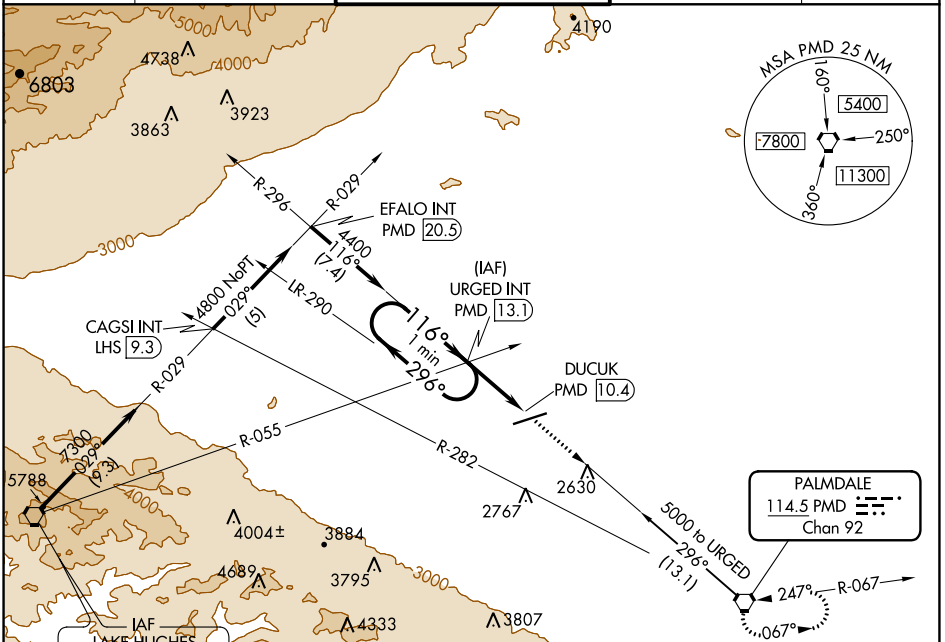 5000
4190
4738
4000
6803
3863
3923
MSA PMD 25 NM
160°
5400
7800
250°
11300
360°
R-296
R-029
EFALO INT
PMD 20.5
3000
4400
116°
(7.4)
4800 NoPT
029°
(5)
LR-290
(IAF)
URGED INT
PMD 13.1
CAGSI INT
LHS 9.3
116°
1 min
296°
R-029
DUCUK
PMD 10.4
R-055
R-282
7300
029°
(9.3)
5788
4000
2630
2767
PALMDALE
114.5 PMD
Chan 92
4004±
3884
5000 to URGED
296°
(13.1)
4689
3795
3000
247°
R-067
067°
IAF
LAKE HUGHES
4333
3807